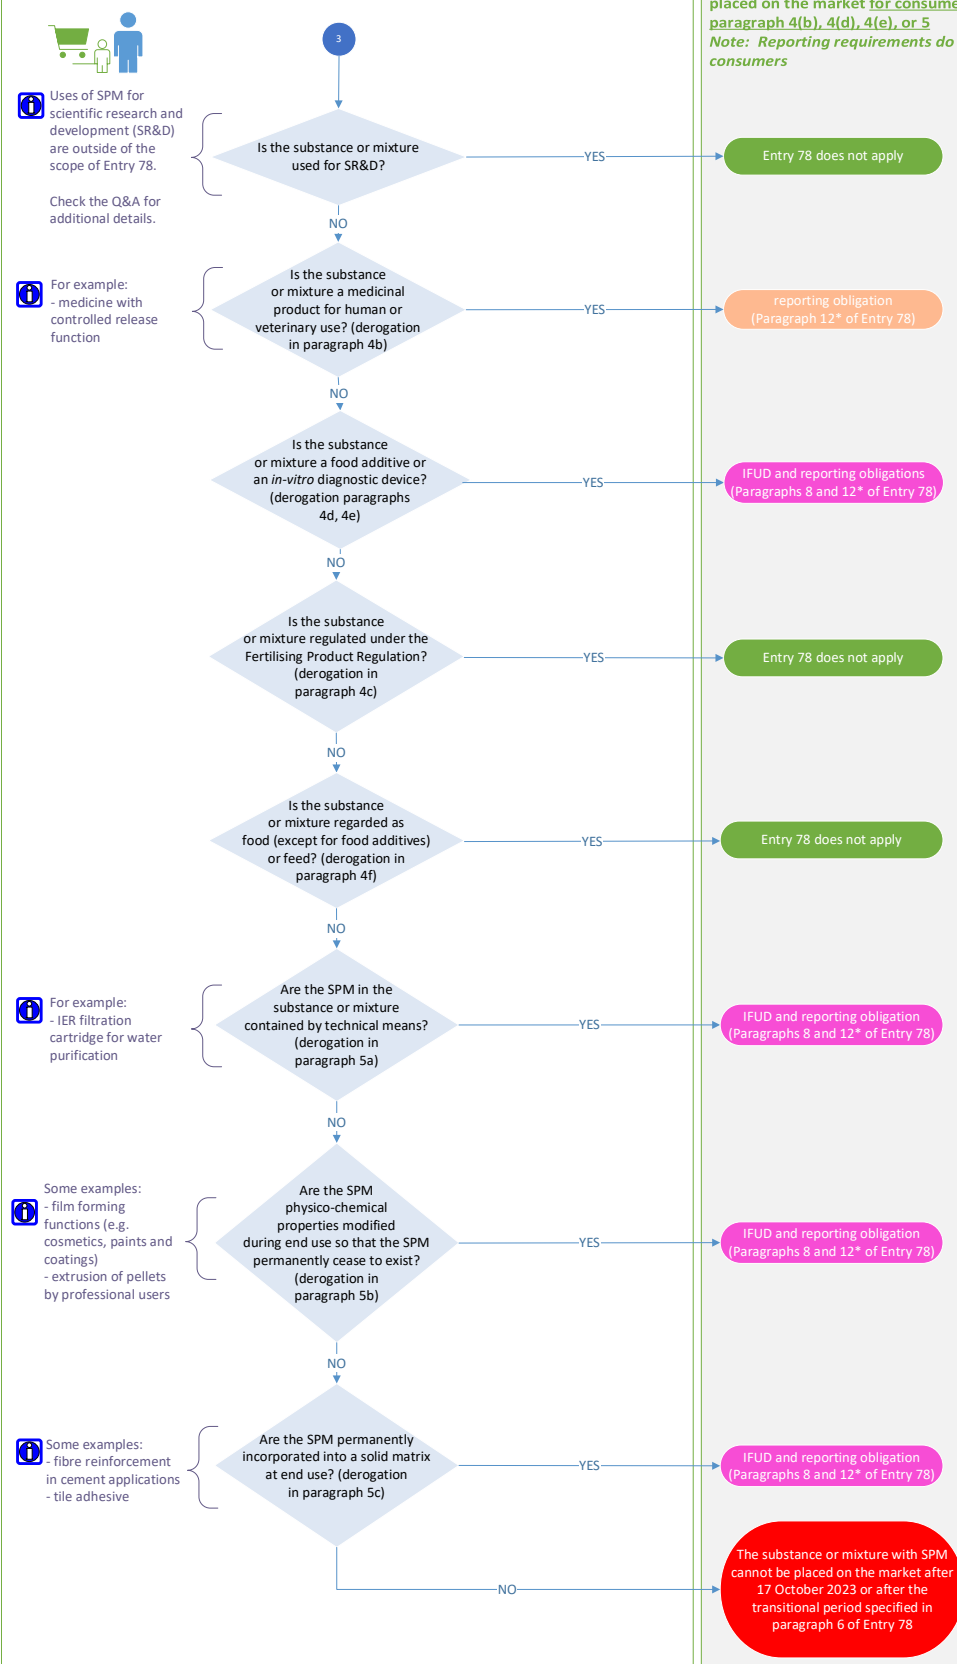 placed on the market for consume
paragraph 4(b), 4(d), 4(e), or 5
Note: Reporting requirements do
consumers
3
Uses of SPM for
scientific research and
development (SR&D)
are outside of the
scope of Entry 78.
Check the Q&A for
additional details.
Is the substance or mixture
used for SR&D?
YES
Entry 78 does not apply
NO
For example:
- medicine with
controlled release
function
Is the substance
or mixture a medicinal
product for human or
veterinary use? (derogation
in paragraph 4b)
YES
reporting obligation
(Paragraph 12* of Entry 78)
NO
Is the substance
or mixture a food additive or
an in-vitro diagnostic device?
(derogation paragraphs
4d, 4e)
YES
IFUD and reporting obligations
(Paragraphs 8 and 12* of Entry 78)
NO
Is the substance
or mixture regulated under the
Fertilising Product Regulation?
(derogation in
paragraph 4c)
YES
Entry 78 does not apply
NO
Is the substance
or mixture regarded as
food (except for food additives)
or feed? (derogation in
paragraph 4f)
YES
Entry 78 does not apply
NO
For example:
- IER filtration
cartridge for water
purification
Are the SPM in the
substance or mixture
contained by technical means?
(derogation in
paragraph 5a)
YES
IFUD and reporting obligation
(Paragraphs 8 and 12* of Entry 78)
NO
Some examples:
- film forming
functions (e.g.
cosmetics, paints and
coatings)
- extrusion of pellets
by professional users
Are the SPM
physico-chemical
properties modified
during end use so that the SPM
permanently cease to exist?
(derogation in
paragraph 5b)
YES
IFUD and reporting obligation
(Paragraphs 8 and 12* of Entry 78)
NO
Some examples:
- fibre reinforcement
in cement applications
- tile adhesive
Are the SPM permanently
incorporated into a solid matrix
at end use? (derogation
in paragraph 5c)
YES
IFUD and reporting obligation
(Paragraphs 8 and 12* of Entry 78)
NO
The substance or mixture with SPM
cannot be placed on the market after
17 October 2023 or after the
transitional period specified in
paragraph 6 of Entry 78